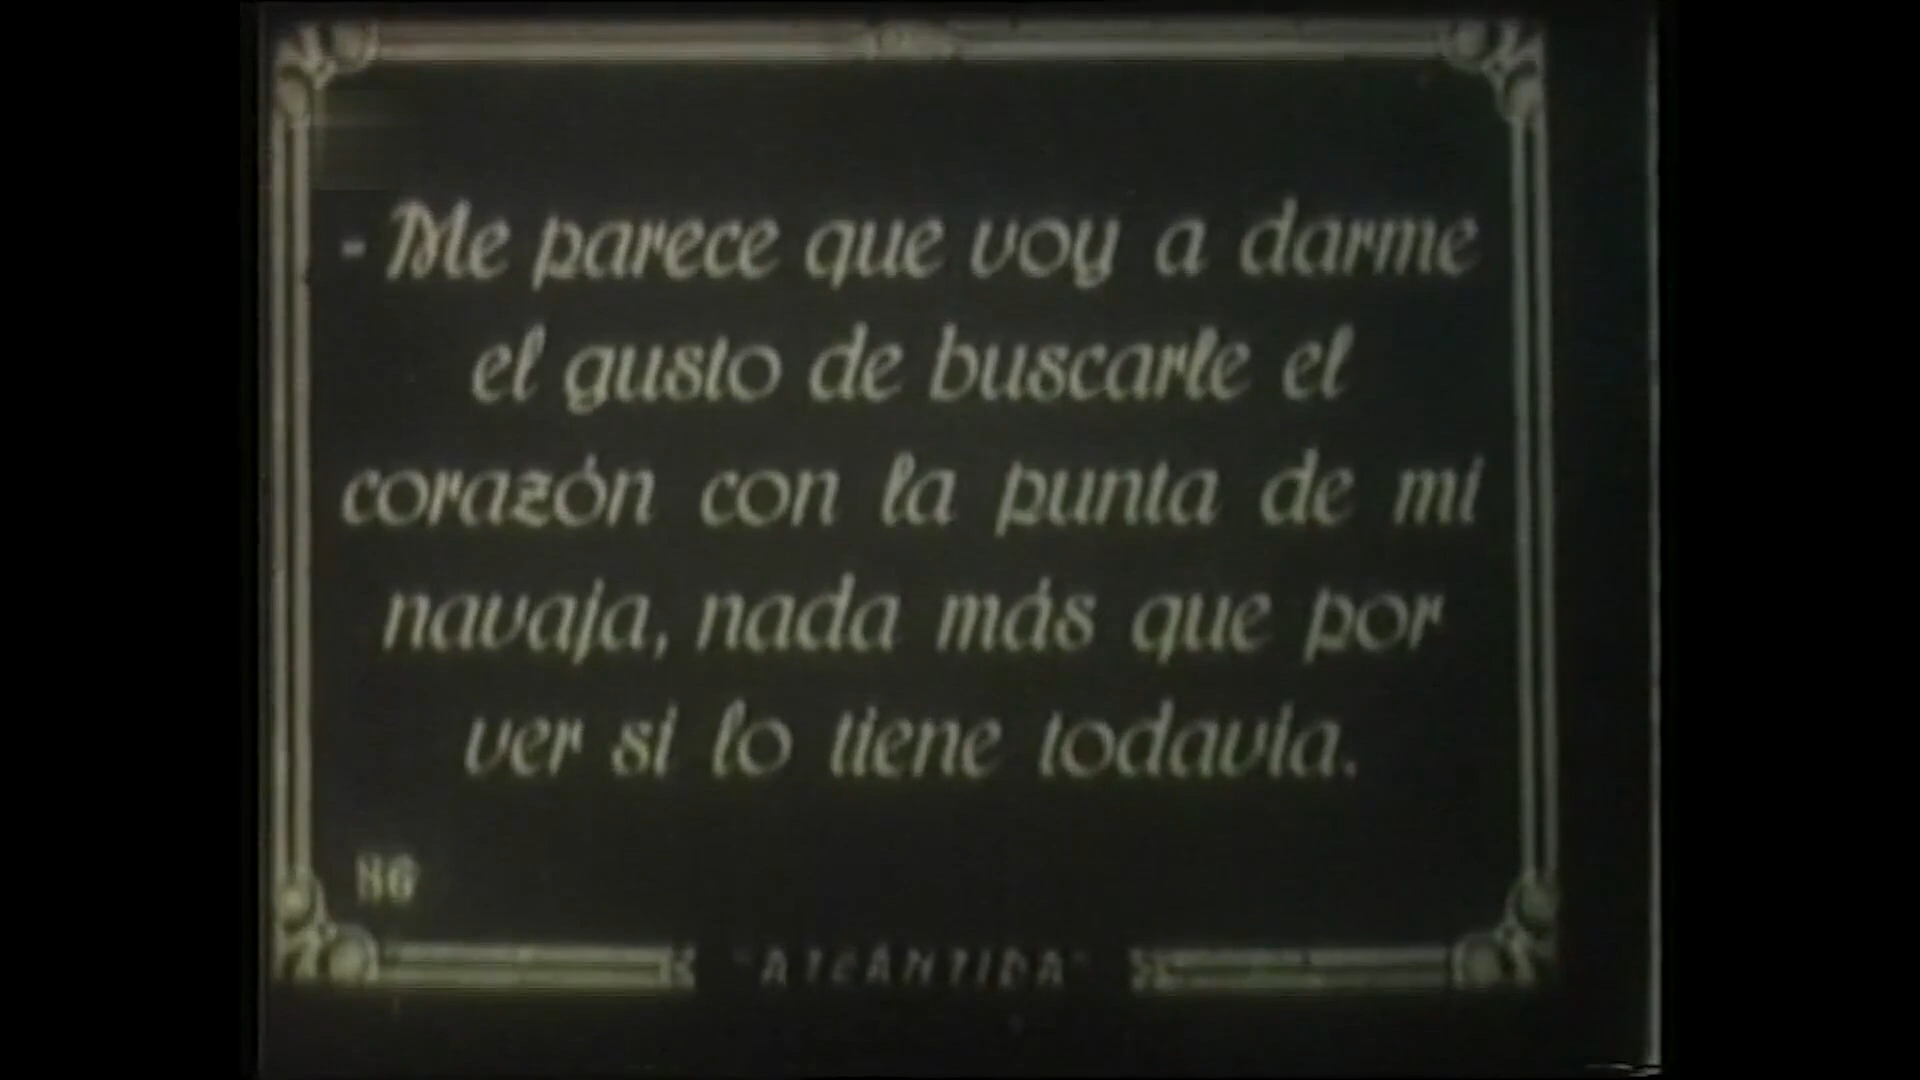 - Me parece que voy a darme
el gusto de buscarle el
corazón con la punta de mi
navaja, nada más que por
ver si lo tiene todavía.
NG
"ATLÁNTIDA"